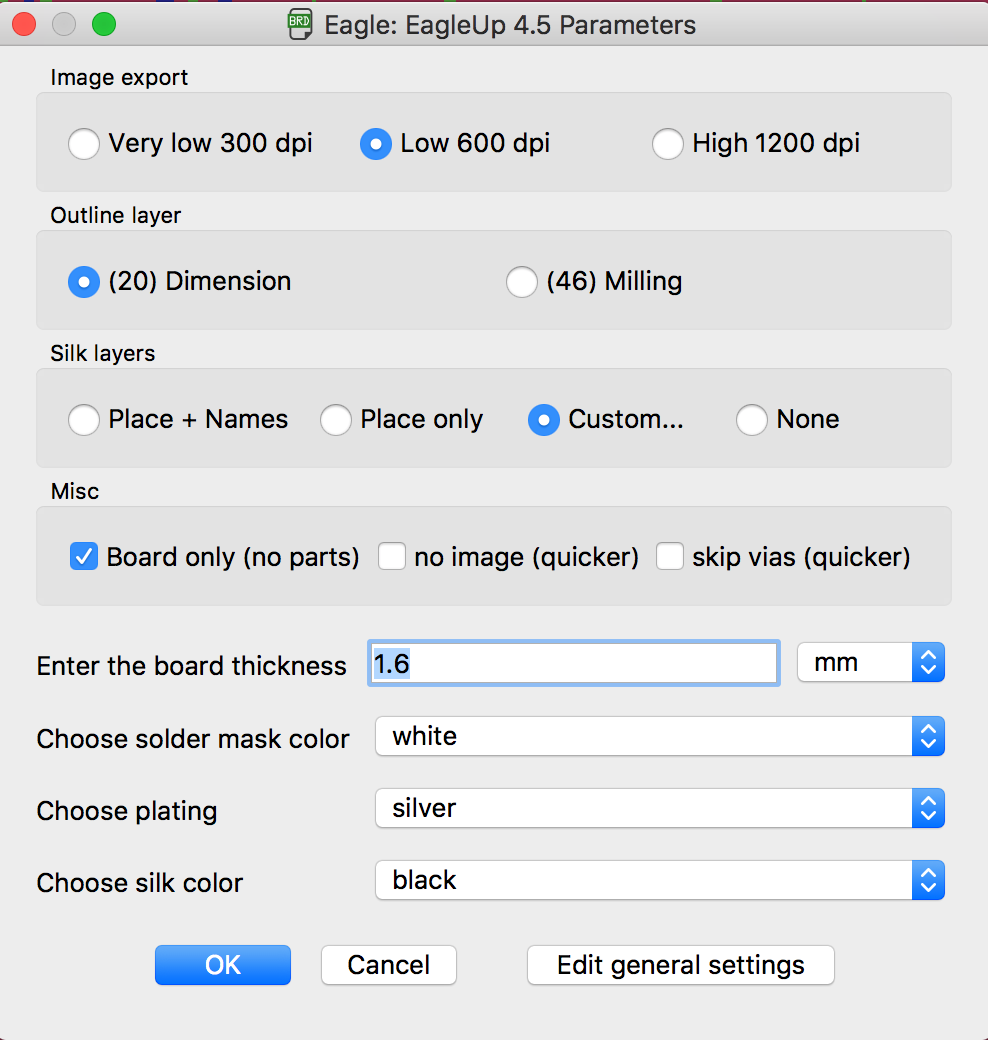 BRD Eagle: EagleUp 4.5 Parameters
Image export
Very low 300 dpi Low 600 dpi High 1200 dpi
Outline layer
(20) Dimension (46) Milling
Silk layers
Place + Names Place only Custom... None
Misc
Board only (no parts) no image (quicker) skip vias (quicker)
Enter the board thickness 1.6 mm
Choose solder mask color white
Choose plating silver
Choose silk color black
OK Cancel Edit general settings